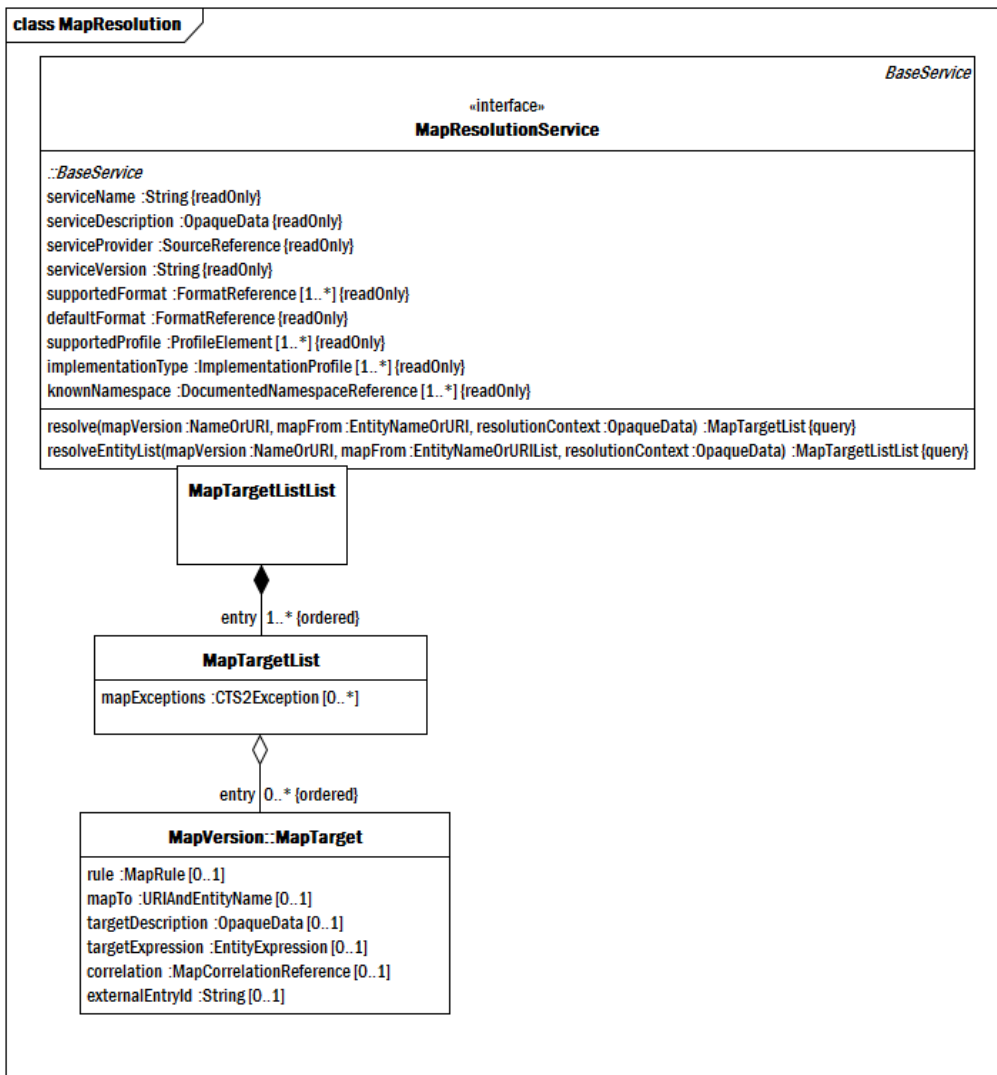 class MapResolution
BaseService
«interface»
MapResolutionService
::BaseService
serviceName :String {readOnly}
serviceDescription :OpaqueData {readOnly}
serviceProvider :SourceReference {readOnly}
serviceVersion :String {readOnly}
supportedFormat :FormatReference [1..*] {readOnly}
defaultFormat :FormatReference {readOnly}
supportedProfile :ProfileElement [1..*] {readOnly}
implementationType :ImplementationProfile [1..*] {readOnly}
knownNamespace :DocumentedNamespaceReference [1..*] {readOnly}
resolve(mapVersion :NameOrURI, mapFrom :EntityNameOrURI, resolutionContext :OpaqueData) :MapTargetList {query}
resolveEntityList(mapVersion :NameOrURI, mapFrom :EntityNameOrURIList, resolutionContext :OpaqueData) :MapTargetListList {query}
MapTargetListList
entry 1..* {ordered}
MapTargetList
mapExceptions :CTS2Exception [0..*]
entry 0..* {ordered}
MapVersion::MapTarget
rule :MapRule [0..1]
mapTo :URIAndEntityName [0..1]
targetDescription :OpaqueData [0..1]
targetExpression :EntityExpression [0..1]
correlation :MapCorrelationReference [0..1]
externalEntryId :String [0..1]